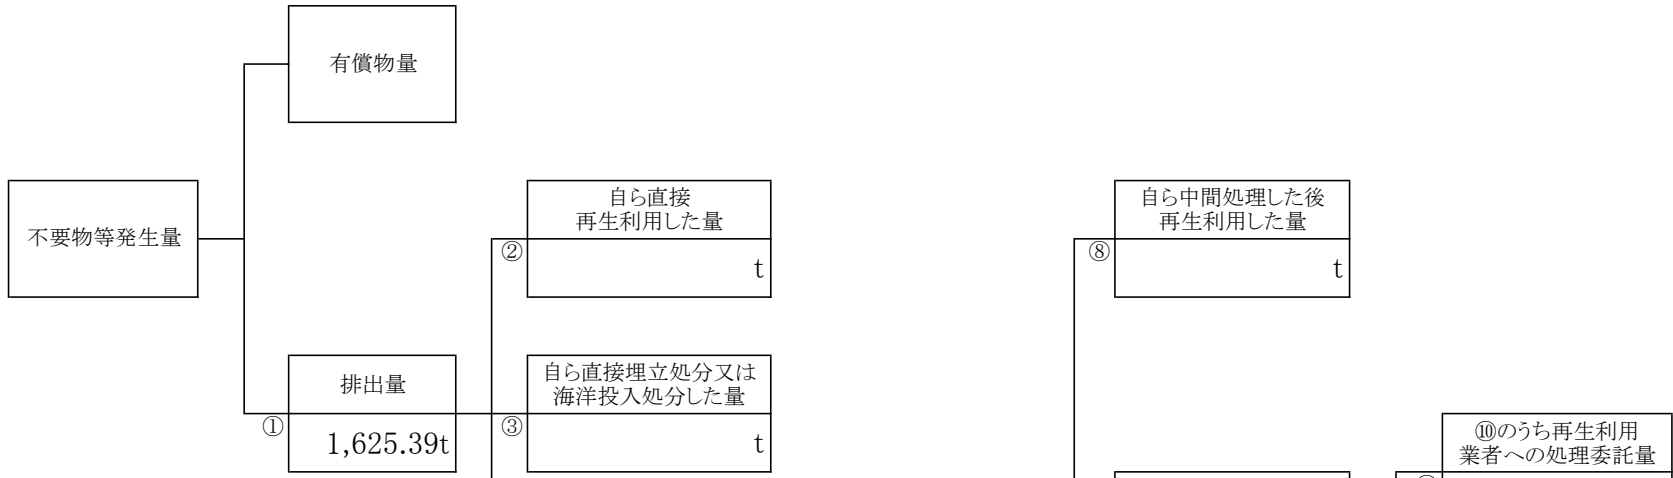 有償物量
不要物等発生量
自ら直接
再生利用した量
②
t
自ら中間処理した後
再生利用した量
⑧
t
排出量
①
1,625.39t
自ら直接埋立処分又は
海洋投入処分した量
③
t
⑩のうち再生利用
業者への処理委託量